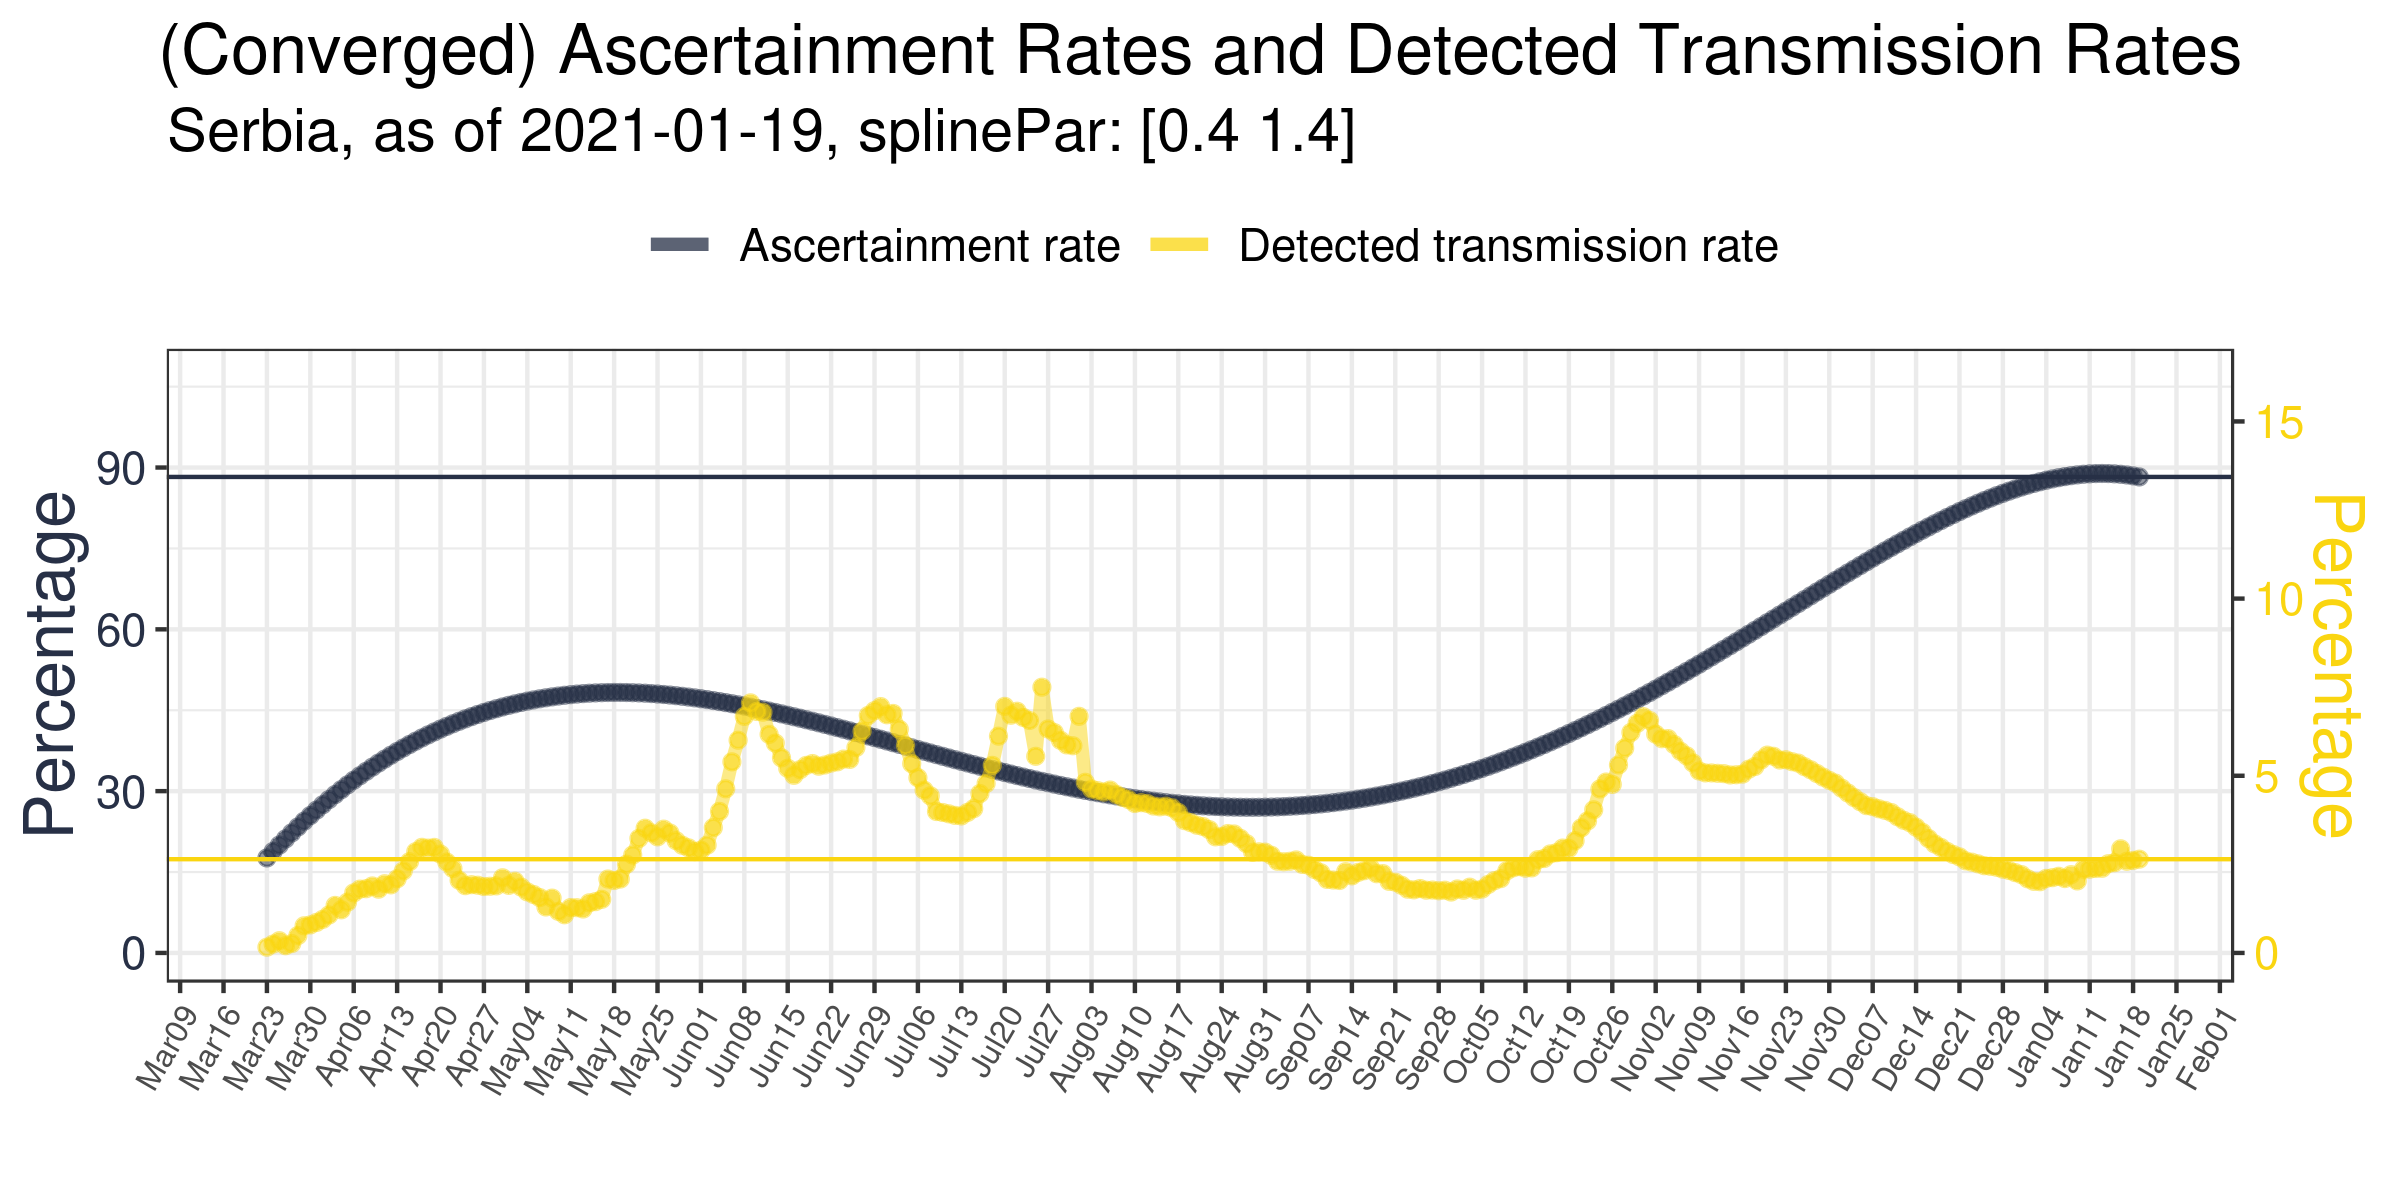 (Converged) Ascertainment Rates and Detected Transmission Rates
Serbia, as of 2021-01-19, splinePar: [0.4 1.4]
Ascertainment rate Detected transmission rate
Percentage
90
60
30
0
15
10
5
0
Percentage
Mar09 Mar16 Mar23 Mar30 Apr06 Apr13 Apr20 Apr27 May04 May11 May18 May25 Jun01 Jun08 Jun15 Jun22 Jun29 Jul06 Jul13 Jul20 Jul27 Aug03 Aug10 Aug17 Aug24 Aug31 Sep07 Sep14 Sep21 Sep28 Oct05 Oct12 Oct19 Oct26 Nov02 Nov09 Nov16 Nov23 Nov30 Dec07 Dec14 Dec21 Dec28 Jan04 Jan11 Jan18 Jan25 Feb01